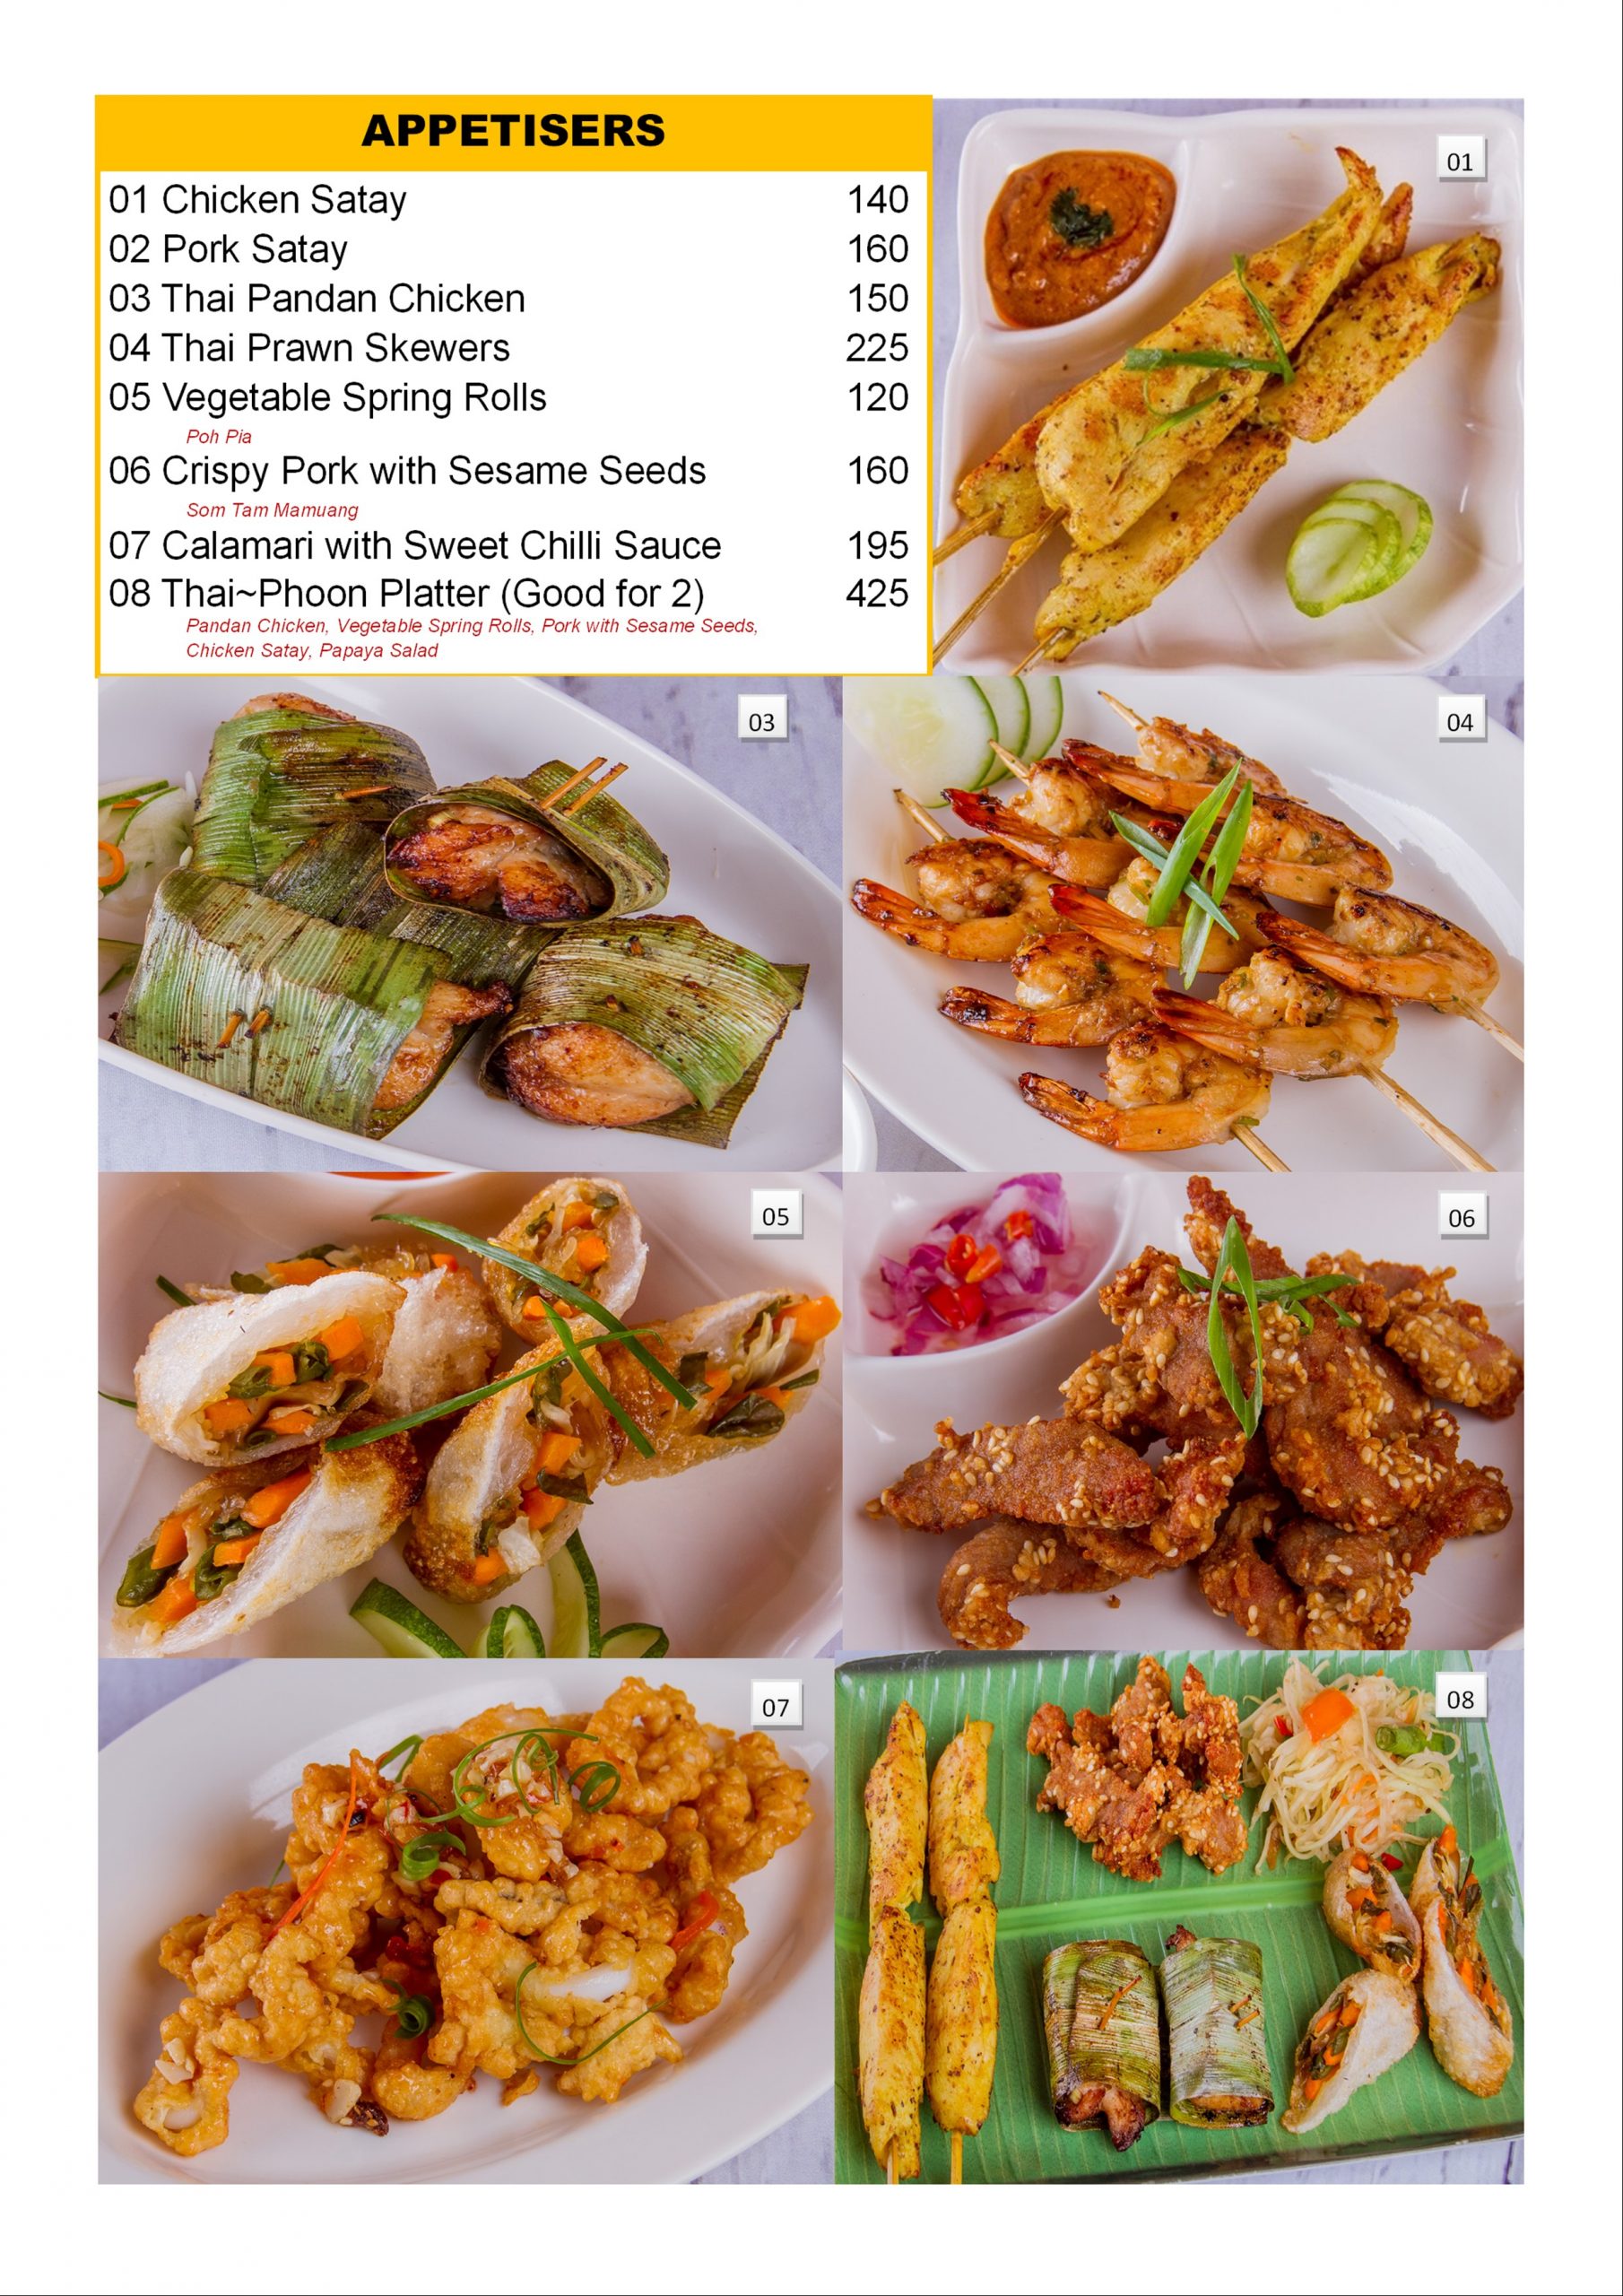 APPETISERS
01 Chicken Satay 140
02 Pork Satay 160
03 Thai Pandan Chicken 150
04 Thai Prawn Skewers 225
05 Vegetable Spring Rolls 120
Poh Pia
06 Crispy Pork with Sesame Seeds 160
Som Tam Mamuang
07 Calamari with Sweet Chilli Sauce 195
08 Thai~Phoon Platter (Good for 2) 425
Pandan Chicken, Vegetable Spring Rolls, Pork with Sesame Seeds,
Chicken Satay, Papaya Salad
01
03
04
05
06
07
08